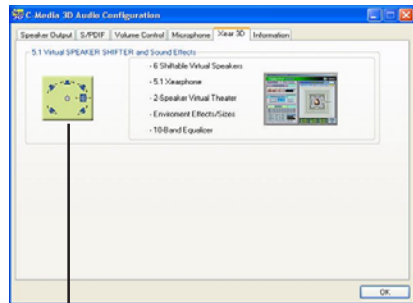 C-Media 3D Audio Configuration
Speaker Output S/PDIF Volume Control Microphone Xear 3D Information
5.1 Virtual SPEAKER SHIFTER and Sound Effects
- 6 Shiftable Virtual Speakers
- 5.1 Xearphone
- 2-Speaker Virtual Theater
- Enviroment Effects/Sizes
- 10-Band Equalizer
OK